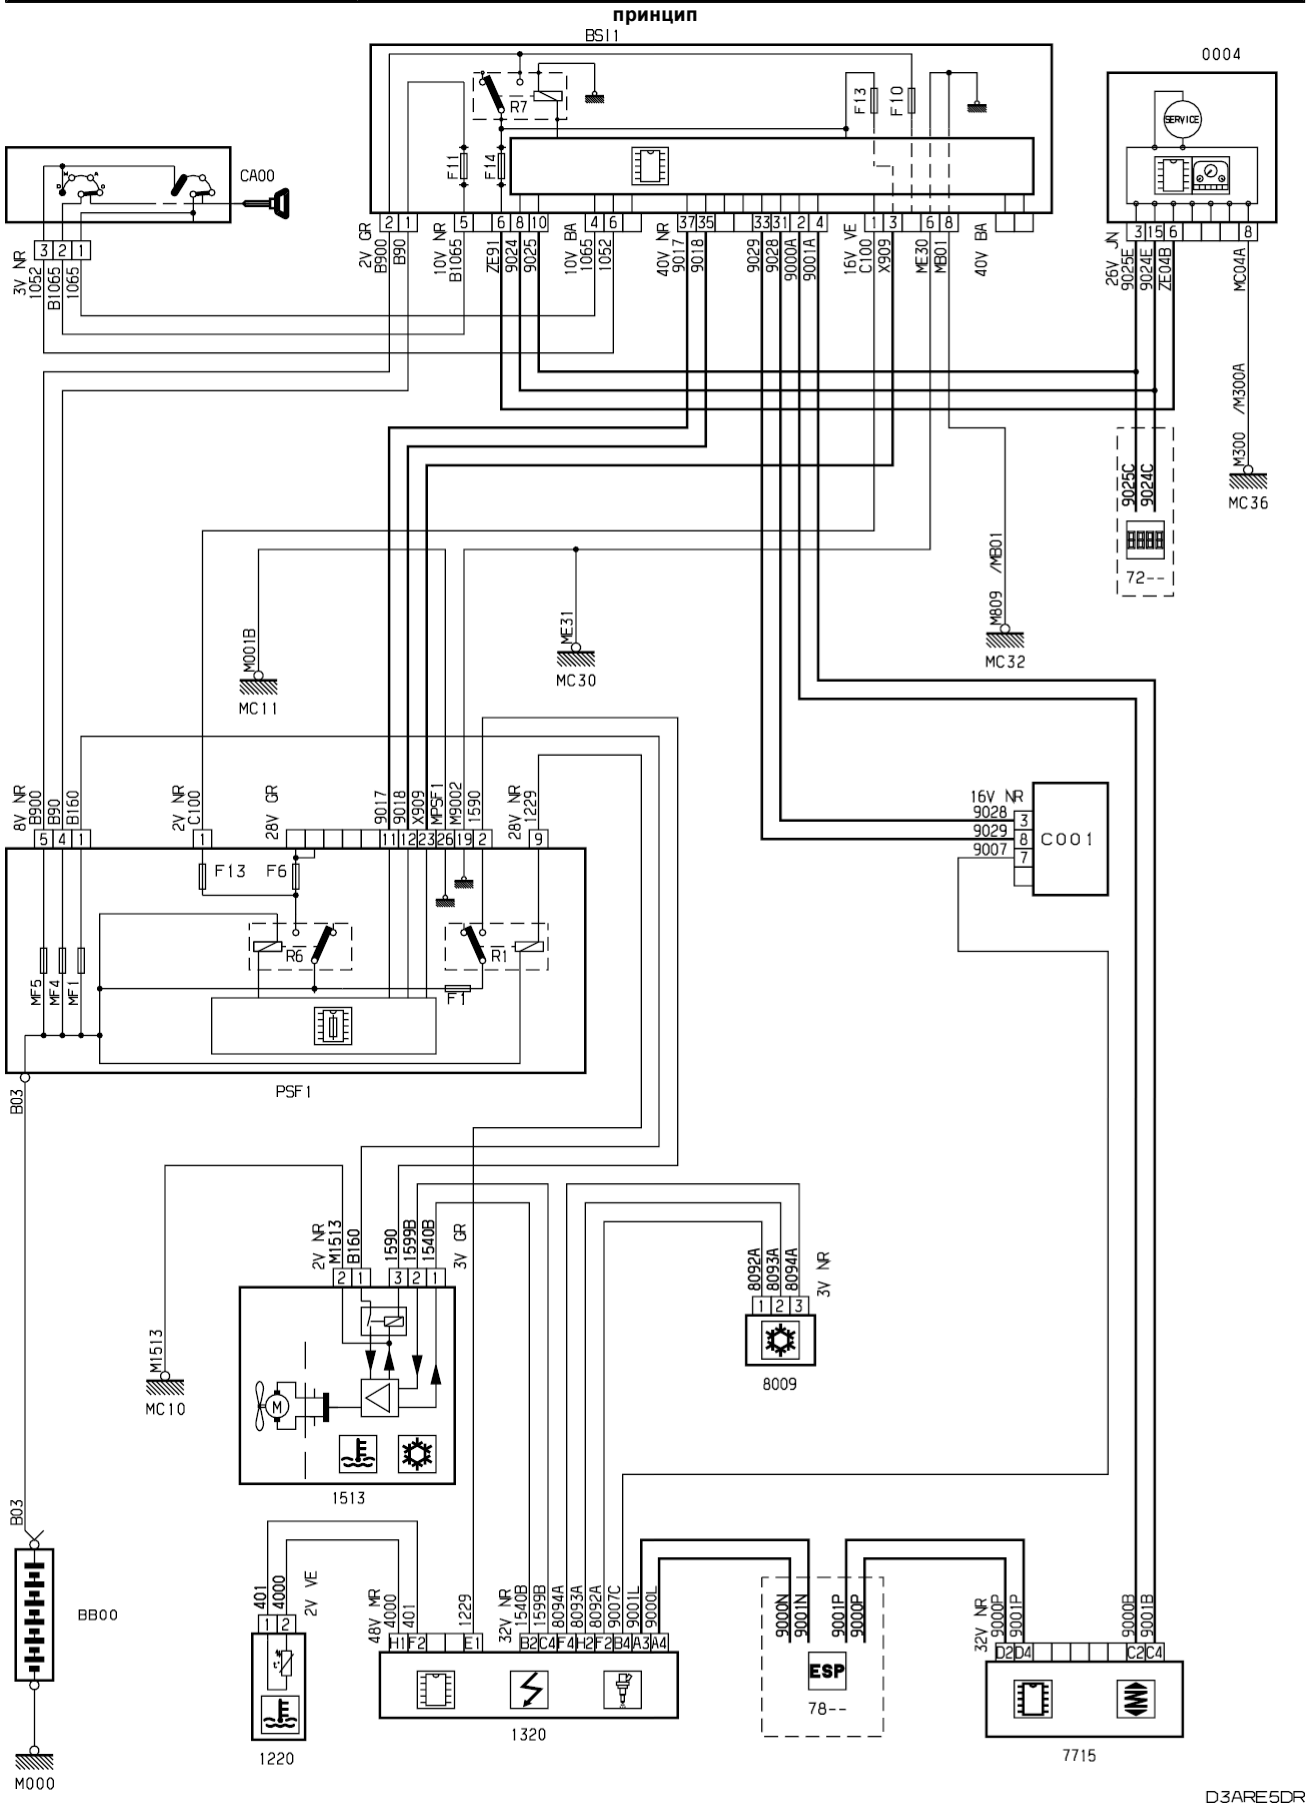 принцип
BSI1
0004
SERVICE
R7
F13
F10
F11
F14
CA00
M
A
D
3 2 1
3V NR
1052
B1065
1065
2 1
2V GR
B900
B90
5
10V NR
B1065
6 8 10
ZE91
9024
9025
4 6
10V BA
1065
1052
37 35
40V NR
9017
9018
33 31 2 4
9029
9028
9000A
9001A
1 3
16V VE
C100
X909
6 8
ME30
MB01
40V BA
3 15 6 8
26V JN
9025E
9024E
ZE04B
MC04A
M300 /M300A
MC36
9025C
9024C
72--
M809 /MB01
MC32
ME31
MC30
M001B
MC11
8V NR
B900
B90
B160
2V NR
C100
28V GR
9017
9018
X909
MPSF1
M9002
1590
28V NR
1229
5 4 1
1
11 12 23 26 19 2
9
F13
F6
R6
R1
F1
MF5
MF4
MF1
PSF1
B03
16V NR
9028
9029
9007
3
8
7
C001
2V NR
M1513
B160
1590
1599B
1540B
3V GR
2 1
3 2 1
M
1513
M1513
MC10
8092A
8093A
8094A
3V NR
1 2 3
8009
B03
BB00
M000
401
4000
2V VE
1 2
1220
48V MR
4000
401
1229
32V NR
1540B
1599B
8094A
8093A
8092A
9007C
9001L
9000L
H1 F2 E1
B2 C4 F4 H2 F2 B4 A3 A4
1320
9000N
9001N
9001P
9000P
ESP
78--
32V NR
9000P
9001P
9000B
9001B
D2 D4
C2 C4
7715
D3ARE5DR